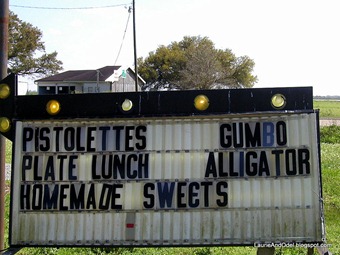 PISTOLETTES GUMBO
PLATE LUNCH ALLIGATOR
HOMEMADE SWEETS
LaurieAndOdel.blogspot.com